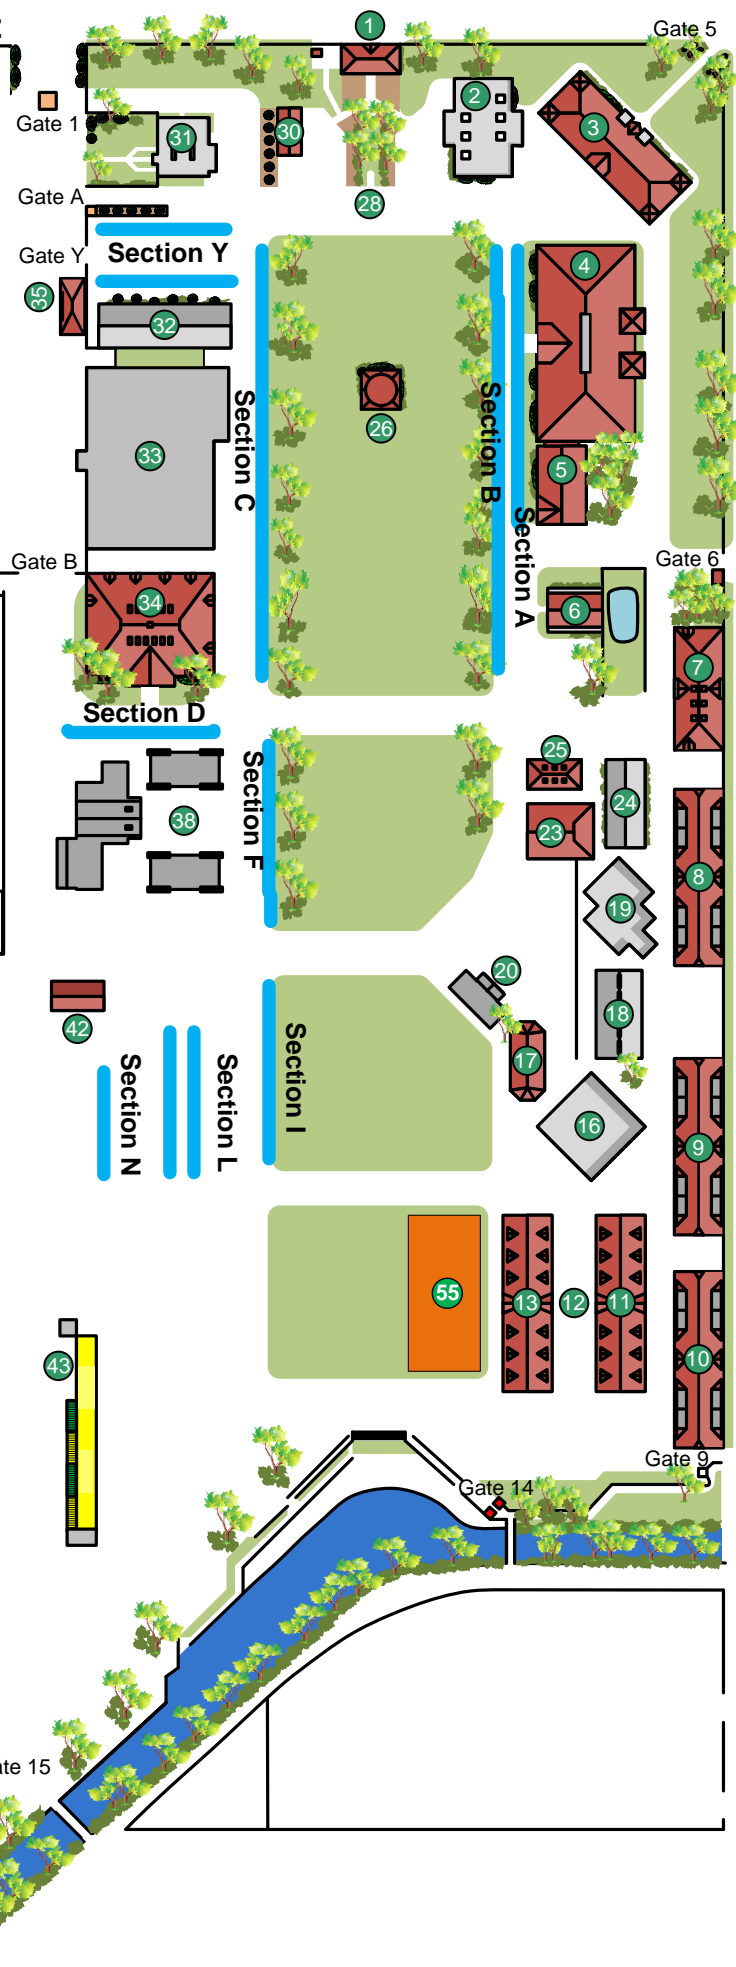 1
Gate 5
2
Gate 1
3
31
30
Gate A
28
Gate Y
Section Y
4
35
32
Section C
Section B
26
33
5
Section A
Gate B
Gate 6
34
6
7
Section D
25
Section F
24
38
23
8
19
20
42
18
Section I
17
Section N
Section L
16
9
55
13
12
11
43
10
Gate 9
Gate 14
ate 15